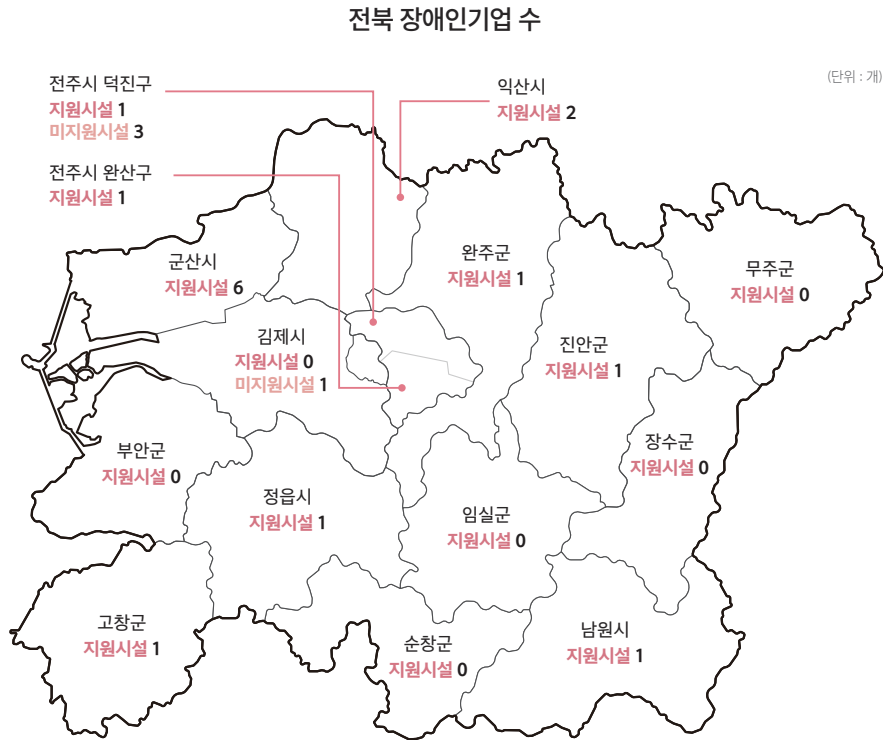 전북 장애인기업 수
(단위 : 개)
전주시 덕진구
지원시설 1
미지원시설 3
익산시
지원시설 2
전주시 완산구
지원시설 1
군산시
지원시설 6
완주군
지원시설 1
무주군
지원시설 0
김제시
지원시설 0
미지원시설 1
진안군
지원시설 1
부안군
지원시설 0
장수군
지원시설 0
정읍시
지원시설 1
임실군
지원시설 0
고창군
지원시설 1
순창군
지원시설 0
남원시
지원시설 1